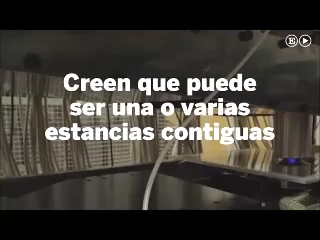 Creen que puede
ser una o varias
estancias contiguas
E